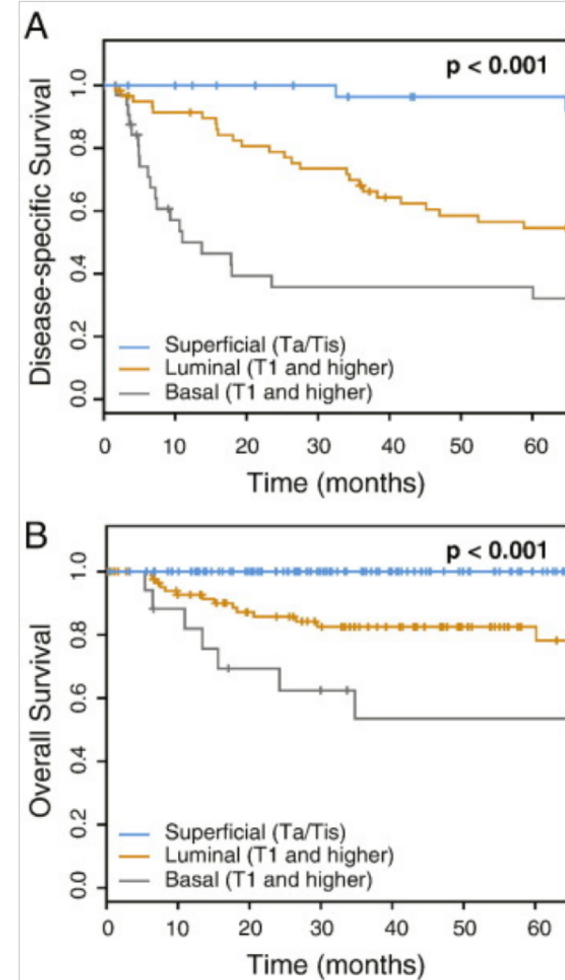 A
p < 0.001
Disease-specific Survival
1.0
0.8
0.6
0.4
0.2
0.0
Superficial (Ta/Tis)
Luminal (T1 and higher)
Basal (T1 and higher)
0 10 20 30 40 50 60
Time (months)
B
p < 0.001
Overall Survival
1.0
0.8
0.6
0.4
0.2
0.0
Superficial (Ta/Tis)
Luminal (T1 and higher)
Basal (T1 and higher)
0 10 20 30 40 50 60
Time (months)